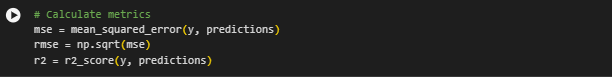 # Calculate metrics
mse = mean_squared_error(y, predictions)
rmse = np.sqrt(mse)
r2 = r2_score(y, predictions)